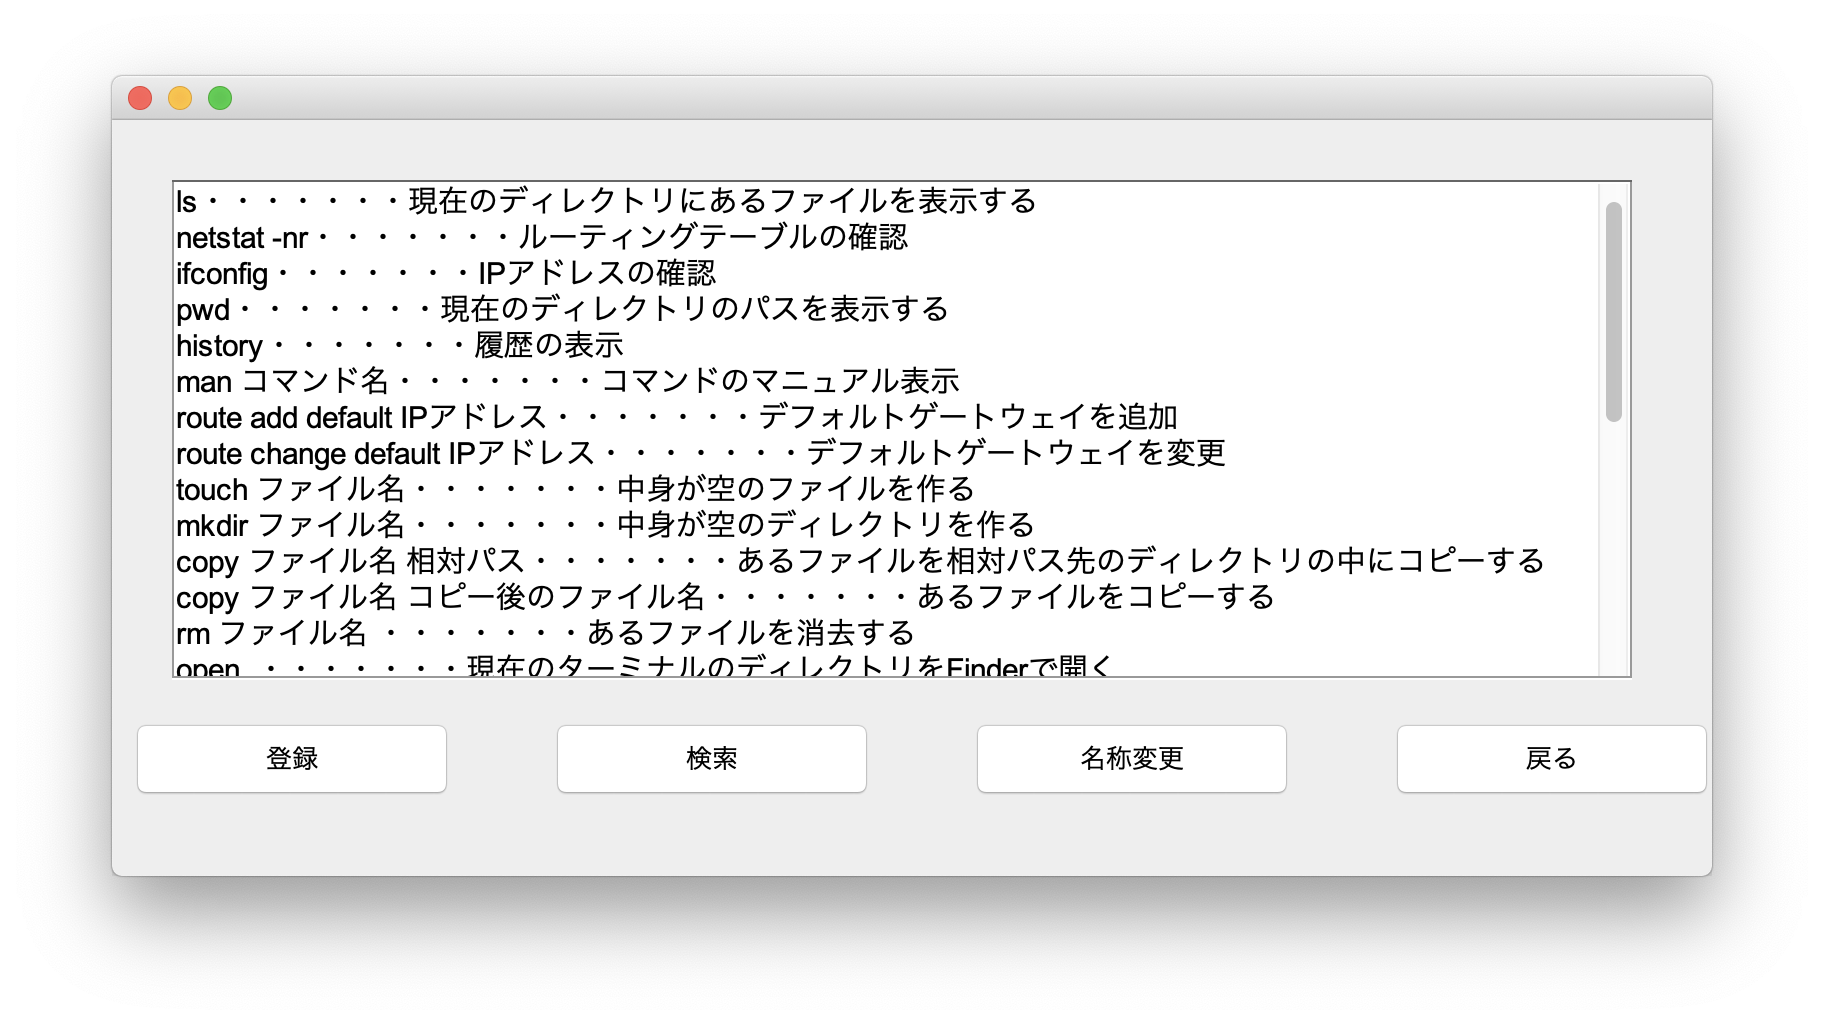 ls・・・・・・・現在のディレクトリにあるファイルを表示する
netstat -nr・・・・・・・ルーティングテーブルの確認
ifconfig・・・・・・・IPアドレスの確認
pwd・・・・・・・現在のディレクトリのパスを表示する
history・・・・・・・履歴の表示
man コマンド名・・・・・・・コマンドのマニュアル表示
route add default IPアドレス・・・・・・・デフォルトゲートウェイを追加
route change default IPアドレス・・・・・・・デフォルトゲートウェイを変更
touch ファイル名・・・・・・・中身が空のファイルを作る
mkdir ファイル名・・・・・・・中身が空のディレクトリを作る
copy ファイル名 相対パス・・・・・・・あるファイルを相対パス先のディレクトリの中にコピーする
copy ファイル名 コピー後のファイル名・・・・・・・あるファイルをコピーする
rm ファイル名 ・・・・・・・あるファイルを消去する
open ・・・・・・・現在のターミナルのディレクトリをFinderで開く
登録 検索 名称変更 戻る